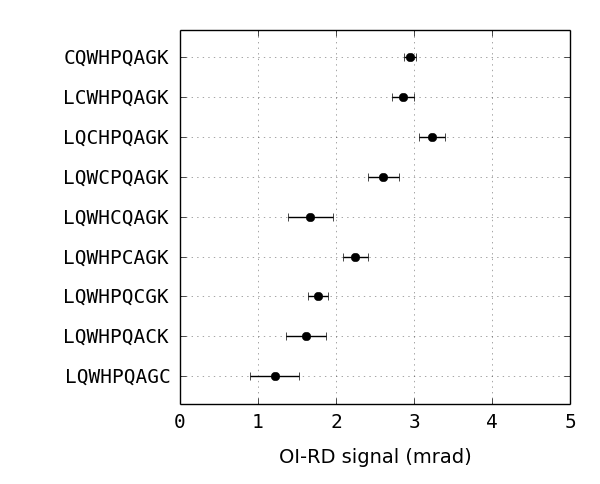 CQWHPQAGK
LCWHPQAGK
LQCHPQAGK
LQWCPQAGK
LQWHCQAGK
LQWHPCAGK
LQWHPQCGK
LQWHPQACK
LQWHPQAGC
0 1 2 3 4 5
OI-RD signal (mrad)